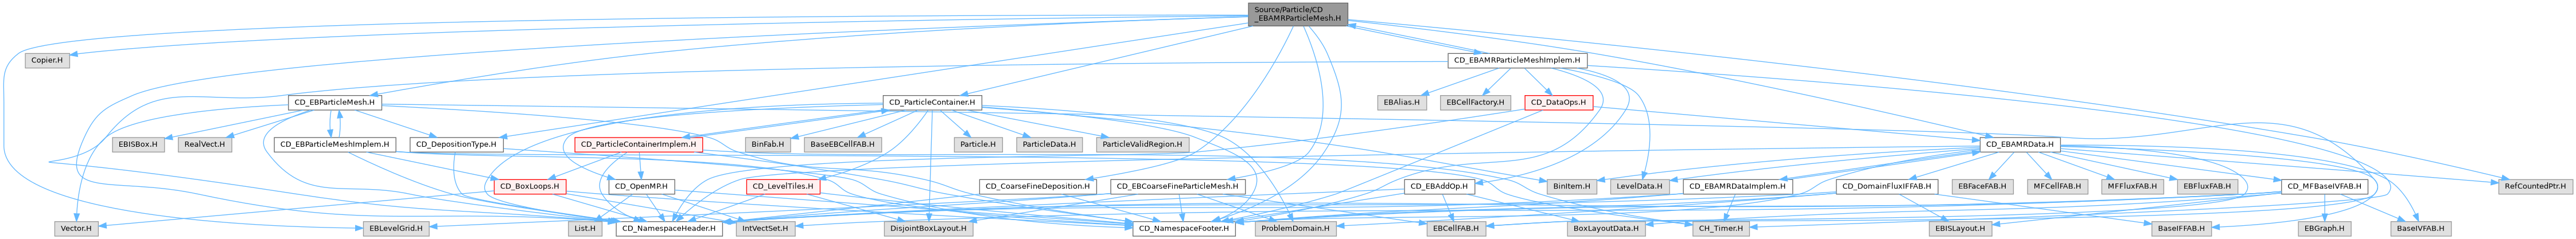 Source/Particle/CD
_EBAMRParticleMesh.H
Copier.H
CD_EBAMRParticleMeshImplem.H
EBAlias.H
EBCellFactory.H
CD_DataOps.H
CD_EBParticleMesh.H
CD_ParticleContainer.H
EBISBox.H
RealVect.H
CD_EBParticleMeshImplem.H
CD_DepositionType.H
CD_ParticleContainerImplem.H
BinFab.H
BaseEBCellFAB.H
Particle.H
ParticleData.H
ParticleValidRegion.H
CD_EBAMRData.H
CD_BoxLoops.H
CD_OpenMP.H
CD_LevelTiles.H
CD_CoarseFineDeposition.H
CD_EBCoarseFineParticleMesh.H
CD_EBAddOp.H
BinItem.H
LevelData.H
CD_EBAMRDataImplem.H
CD_DomainFluxIFFAB.H
EBFaceFAB.H
MFCellFAB.H
MFFluxFAB.H
EBFluxFAB.H
CD_MFBaseIVFAB.H
RefCountedPtr.H
Vector.H
EBLevelGrid.H
List.H
CD_NamespaceHeader.H
IntVectSet.H
DisjointBoxLayout.H
CD_NamespaceFooter.H
ProblemDomain.H
EBCellFAB.H
BoxLayoutData.H
CH_Timer.H
EBISLayout.H
BaseIFFAB.H
EBGraph.H
BaseIVFAB.H